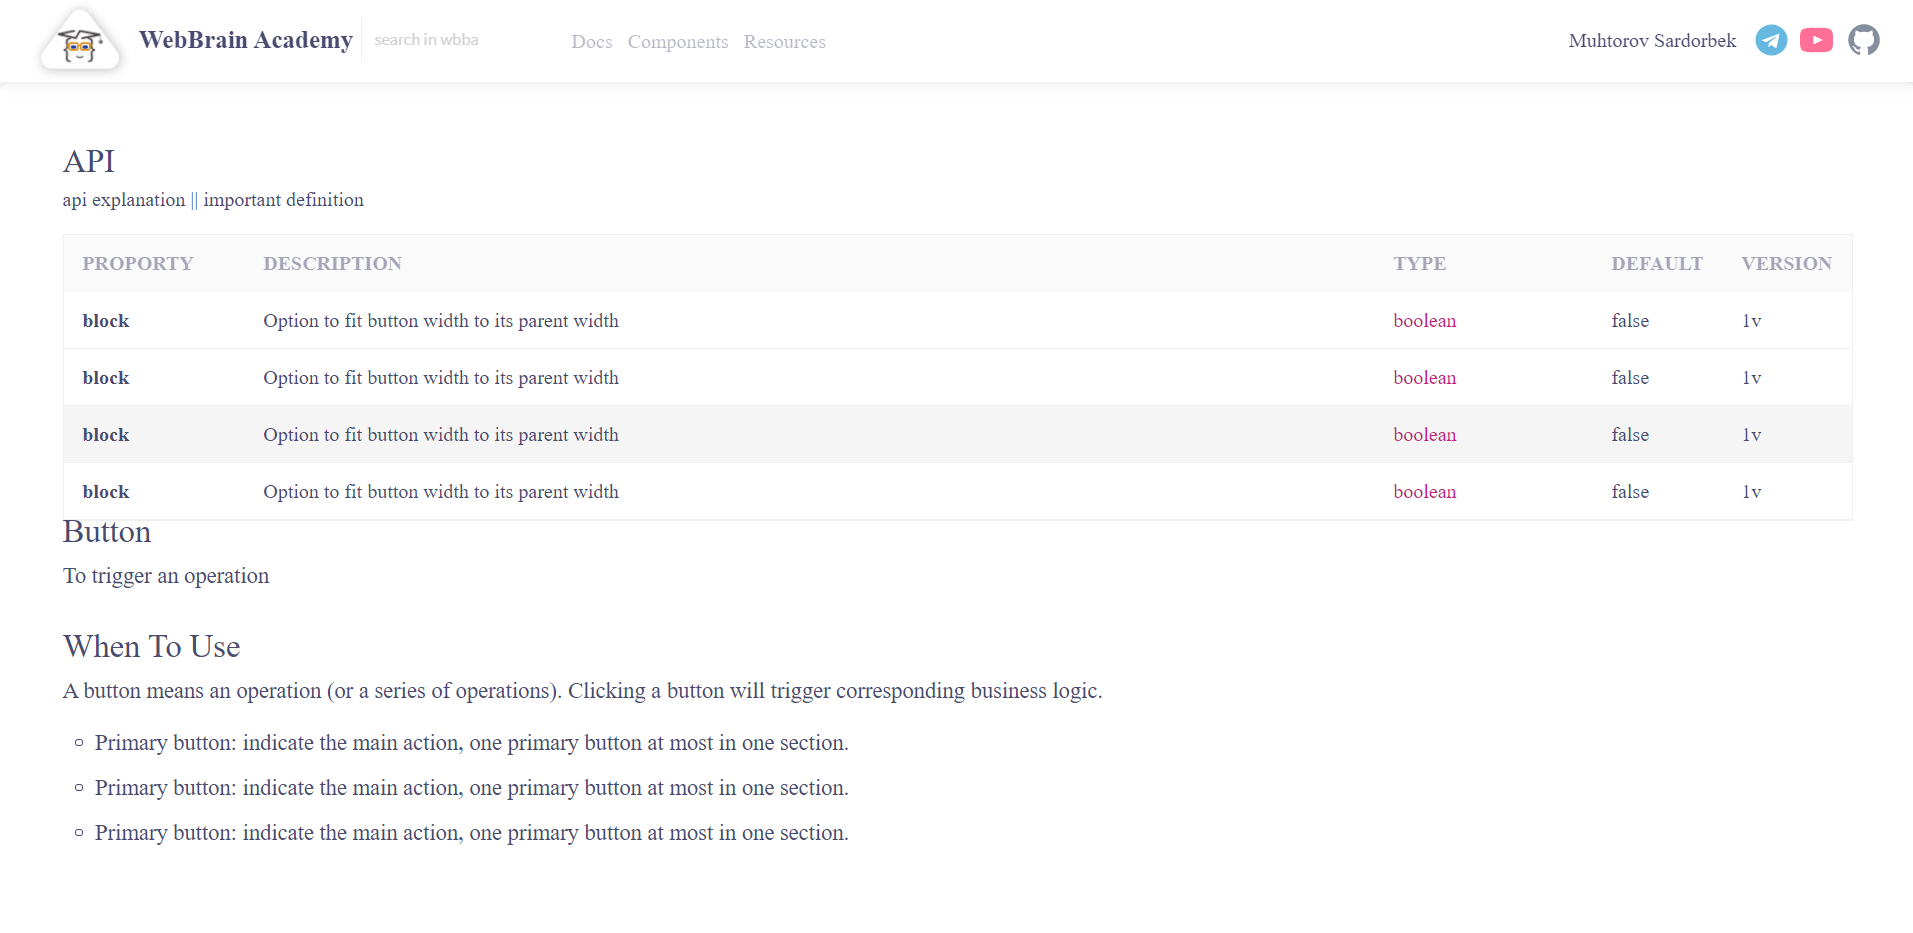 WebBrain Academy search in wbba Docs Components Resources Muhtorov Sardorbek
API
api explanation || important definition
PROPORTY DESCRIPTION TYPE DEFAULT VERSION
block Option to fit button width to its parent width boolean false 1v
block Option to fit button width to its parent width boolean false 1v
block Option to fit button width to its parent width boolean false 1v
block Option to fit button width to its parent width boolean false 1v
Button
To trigger an operation
When To Use
A button means an operation (or a series of operations). Clicking a button will trigger corresponding business logic.
Primary button: indicate the main action, one primary button at most in one section.
Primary button: indicate the main action, one primary button at most in one section.
Primary button: indicate the main action, one primary button at most in one section.